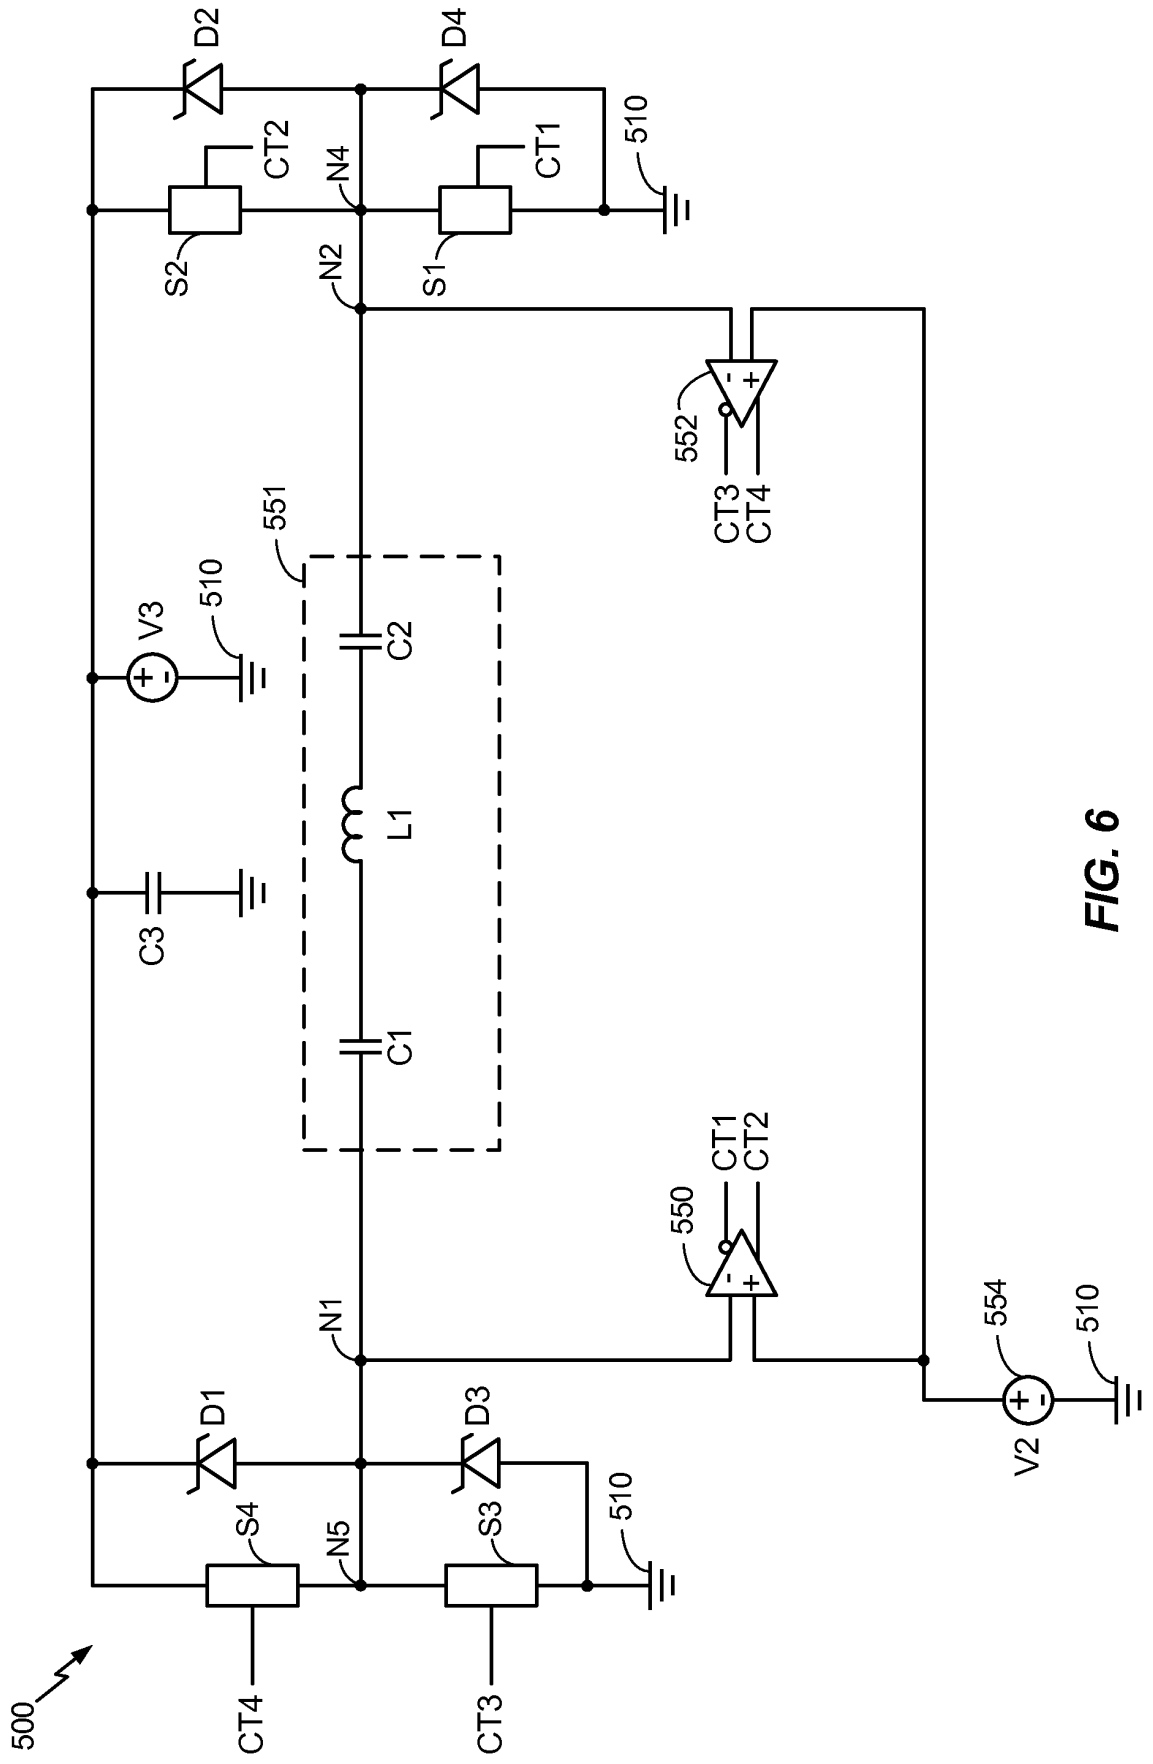 500
D2
D4
CT2
CT1
510
N4
S2
N2
S1
552
CT3
CT4
-
+
551
V3
+
-
510
C2
L1
C3
C1
CT1
CT2
550
-
+
N1
554
510
+
-
V2
D1
D3
S4
N5
S3
510
CT4
CT3
FIG. 6